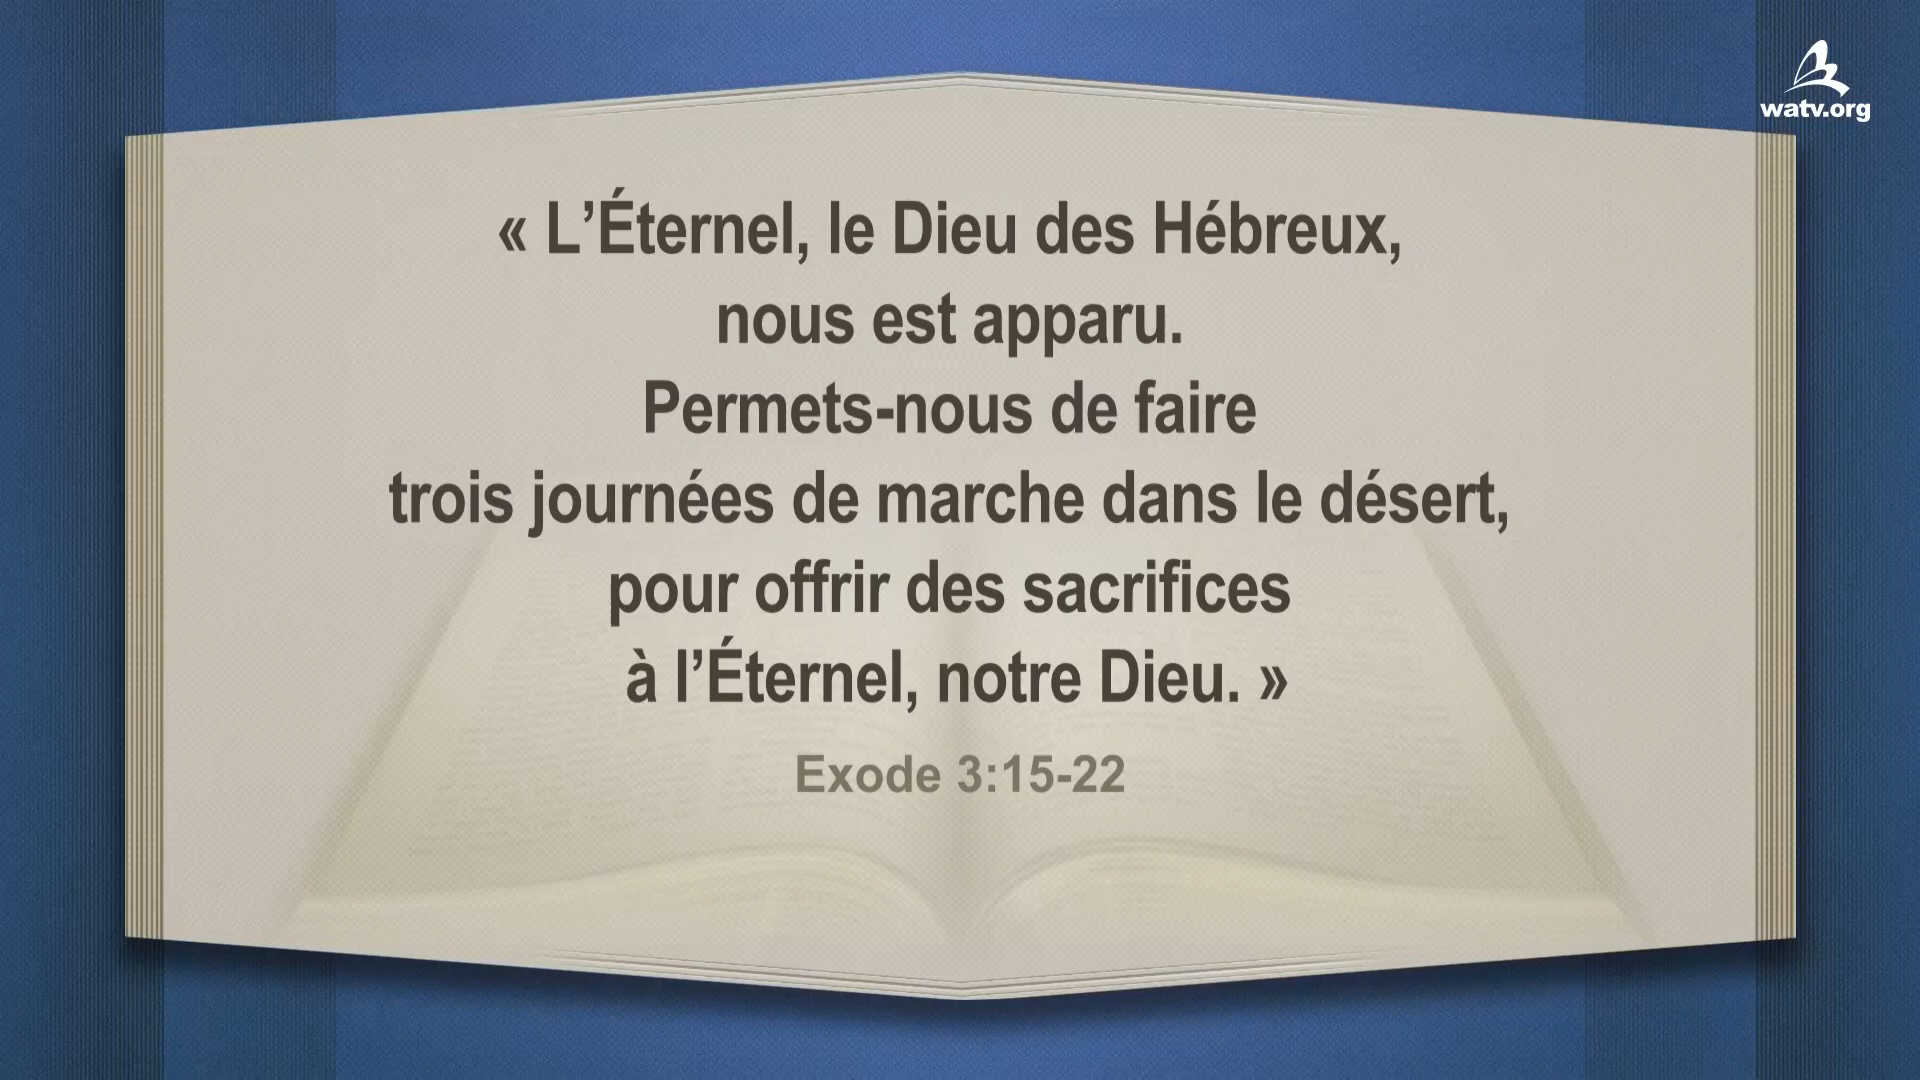 watv.org
« L’Éternel, le Dieu des Hébreux,
nous est apparu.
Permets-nous de faire
trois journées de marche dans le désert,
pour offrir des sacrifices
à l’Éternel, notre Dieu. »
Exode 3:15-22